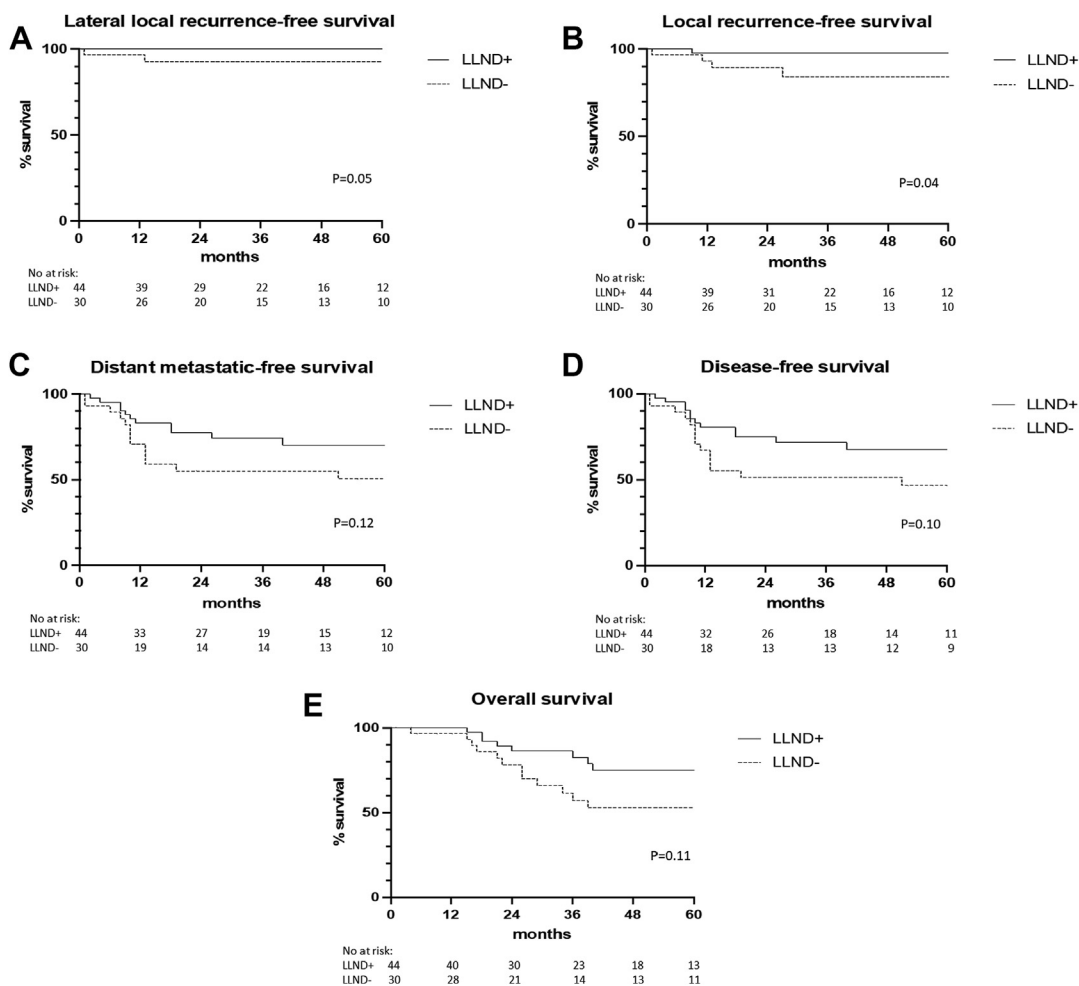 A
Lateral local recurrence-free survival
% survival
100
50
0
0 12 24 36 48 60
months
LLND+
LLND-
P=0.05
No at risk:
LLND+ 44 39 29 22 16 12
LLND- 30 26 20 15 13 10
B
Local recurrence-free survival
% survival
100
50
0
0 12 24 36 48 60
months
LLND+
LLND-
P=0.04
No at risk:
LLND+ 44 39 31 22 16 12
LLND- 30 26 20 15 13 10
C
Distant metastatic-free survival
% survival
100
50
0
0 12 24 36 48 60
months
LLND+
LLND-
P=0.12
No at risk:
LLND+ 44 33 27 19 15 12
LLND- 30 19 14 14 13 10
D
Disease-free survival
% survival
100
50
0
0 12 24 36 48 60
months
LLND+
LLND-
P=0.10
No at risk:
LLND+ 44 32 26 18 14 11
LLND- 30 18 13 13 12 9
E
Overall survival
% survival
100
50
0
0 12 24 36 48 60
months
LLND+
LLND-
P=0.11
No at risk:
LLND+ 44 40 30 23 18 13
LLND- 30 28 21 14 13 11